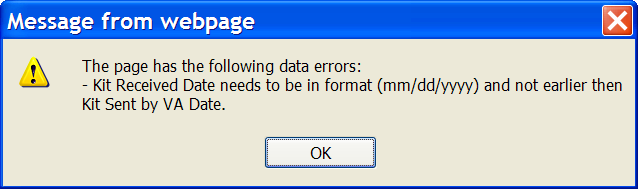 Message from webpage
The page has the following data errors:
- Kit Received Date needs to be in format (mm/dd/yyyy) and not earlier then
Kit Sent by VA Date.
OK